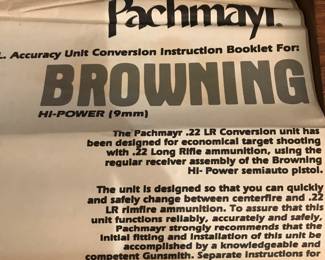 Pachmayr®
L. Accuracy Unit Conversion Instruction Booklet For:
BROWNING
HI-POWER (9mm)
The Pachmayr .22 LR Conversion unit has
been designed for economical target shooting
with .22 Long Rifle ammunition, using the
regular receiver assembly of the Browning
Hi- Power semiauto pistol.
The unit is designed so that you can quickly
and safely change between centerfire and .22
LR rimfire ammunition. To assure that this
unit functions reliably, accurately and safely,
Pachmayr strongly recommends that the
initial fitting and installation of this unit be
accomplished by a knowledgeable and
competent Gunsmith. Separate instructions for